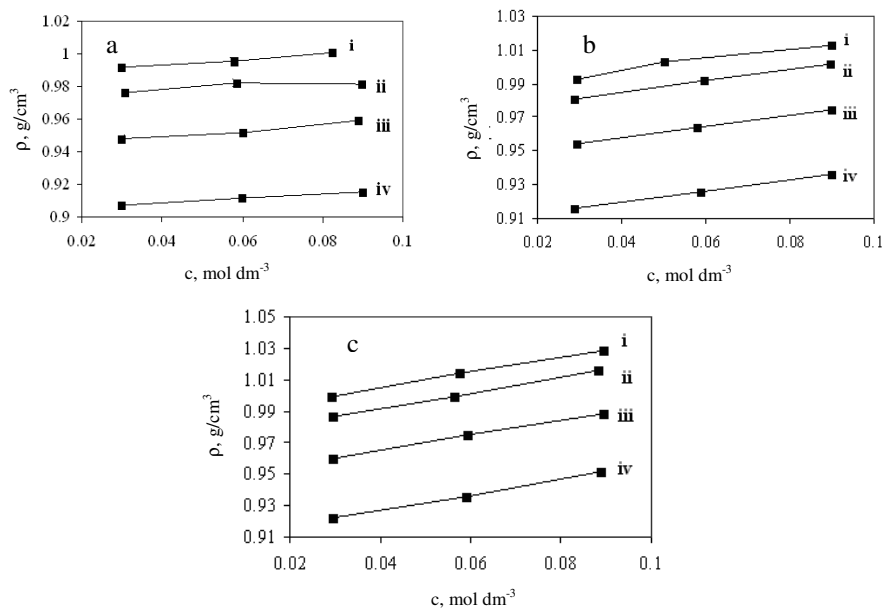 1.02
1
0.98
0.96
0.94
0.92
0.9
ρ, g/cm³
a
i
ii
iii
iv
0.02 0.04 0.06 0.08 0.1
c, mol dm⁻³
1.03
1.01
0.99
0.97
0.95
0.93
0.91
ρ, g/cm³
b
i
ii
iii
iv
0.02 0.04 0.06 0.08 0.1
c, mol dm⁻³
1.05
1.03
1.01
0.99
0.97
0.95
0.93
0.91
ρ, g/cm³
c
i
ii
iii
iv
0.02 0.04 0.06 0.08 0.1
c, mol dm⁻³